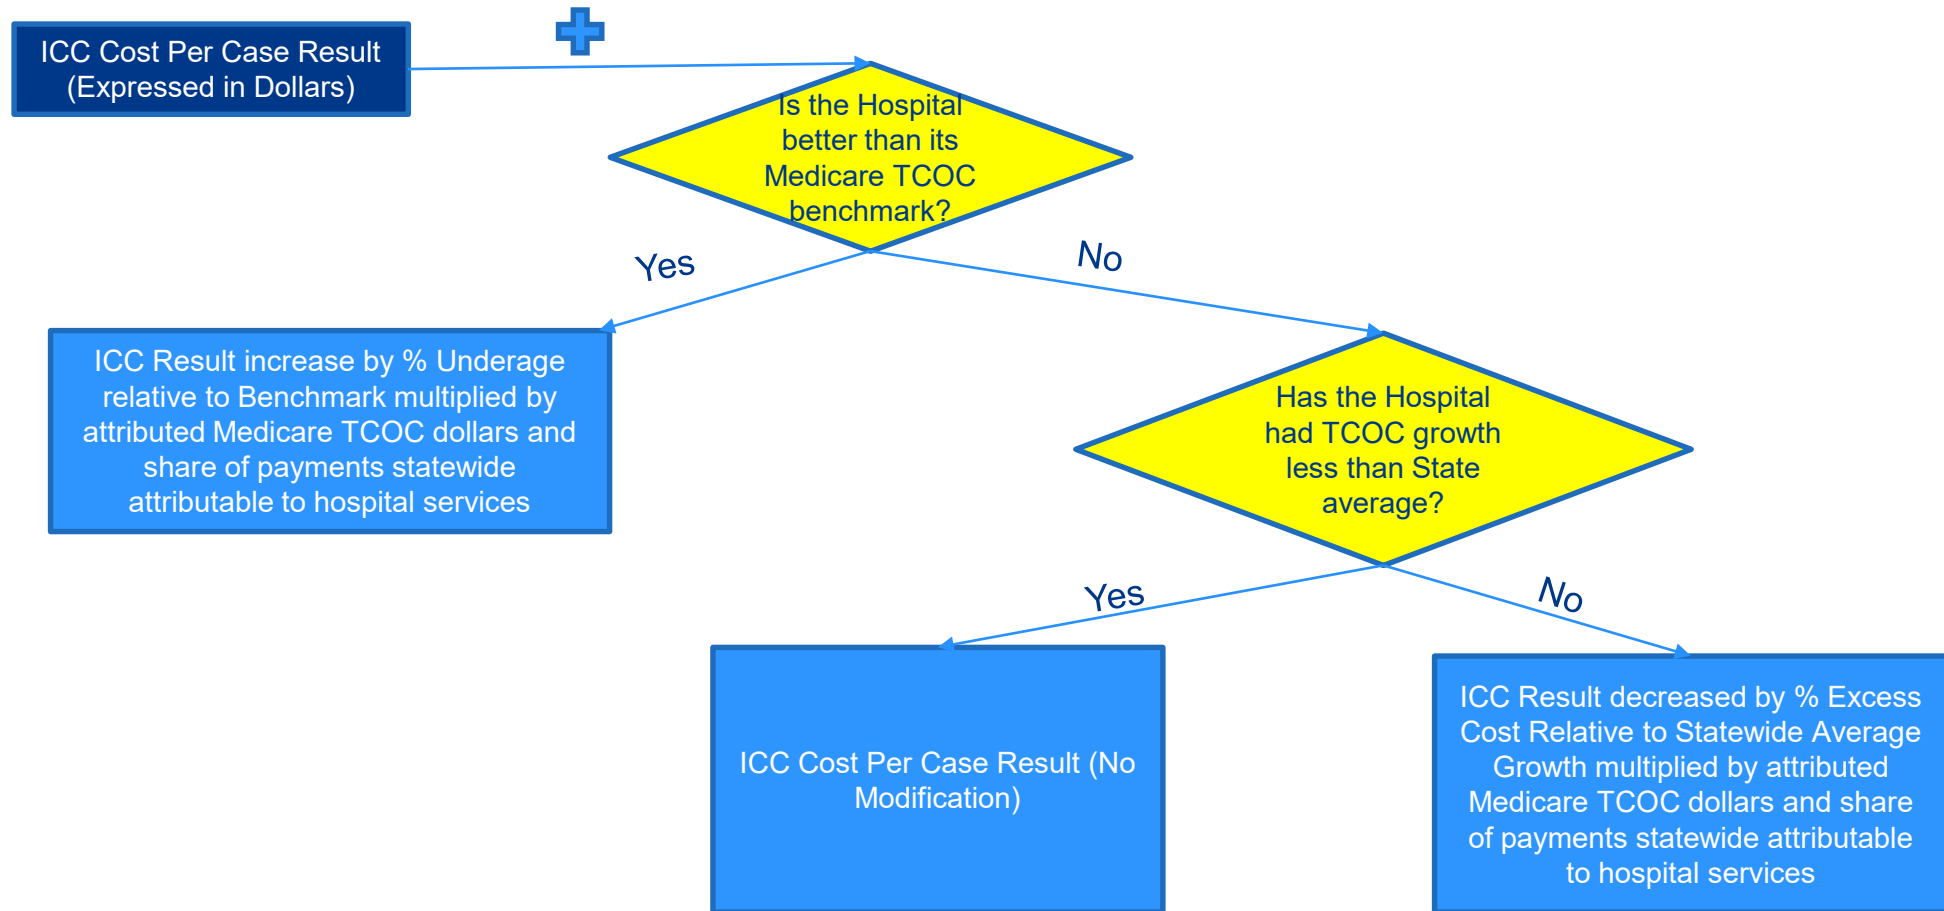 ICC Cost Per Case Result
(Expressed in Dollars)
Is the Hospital
better than its
Medicare TCOC
benchmark?
Yes
No
ICC Result increase by % Underage
relative to Benchmark multiplied by
attributed Medicare TCOC dollars and
share of payments statewide
attributable to hospital services
Has the Hospital
had TCOC growth
less than State
average?
Yes
No
ICC Cost Per Case Result (No
Modification)
ICC Result decreased by % Excess
Cost Relative to Statewide Average
Growth multiplied by attributed
Medicare TCOC dollars and share
of payments statewide attributable
to hospital services